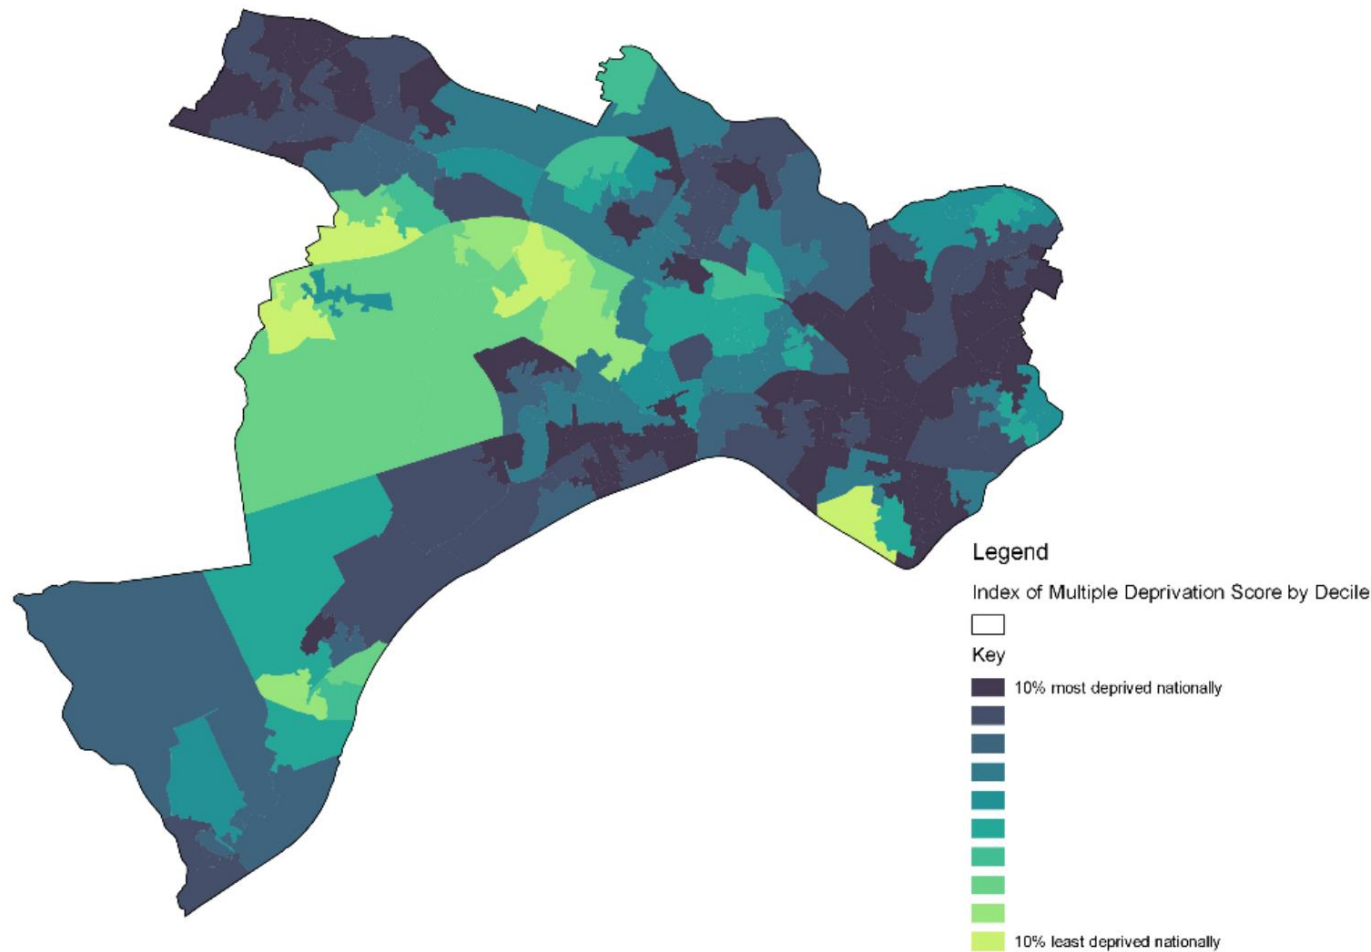 Legend
Index of Multiple Deprivation Score by Decile
Key
10% most deprived nationally
10% least deprived nationally